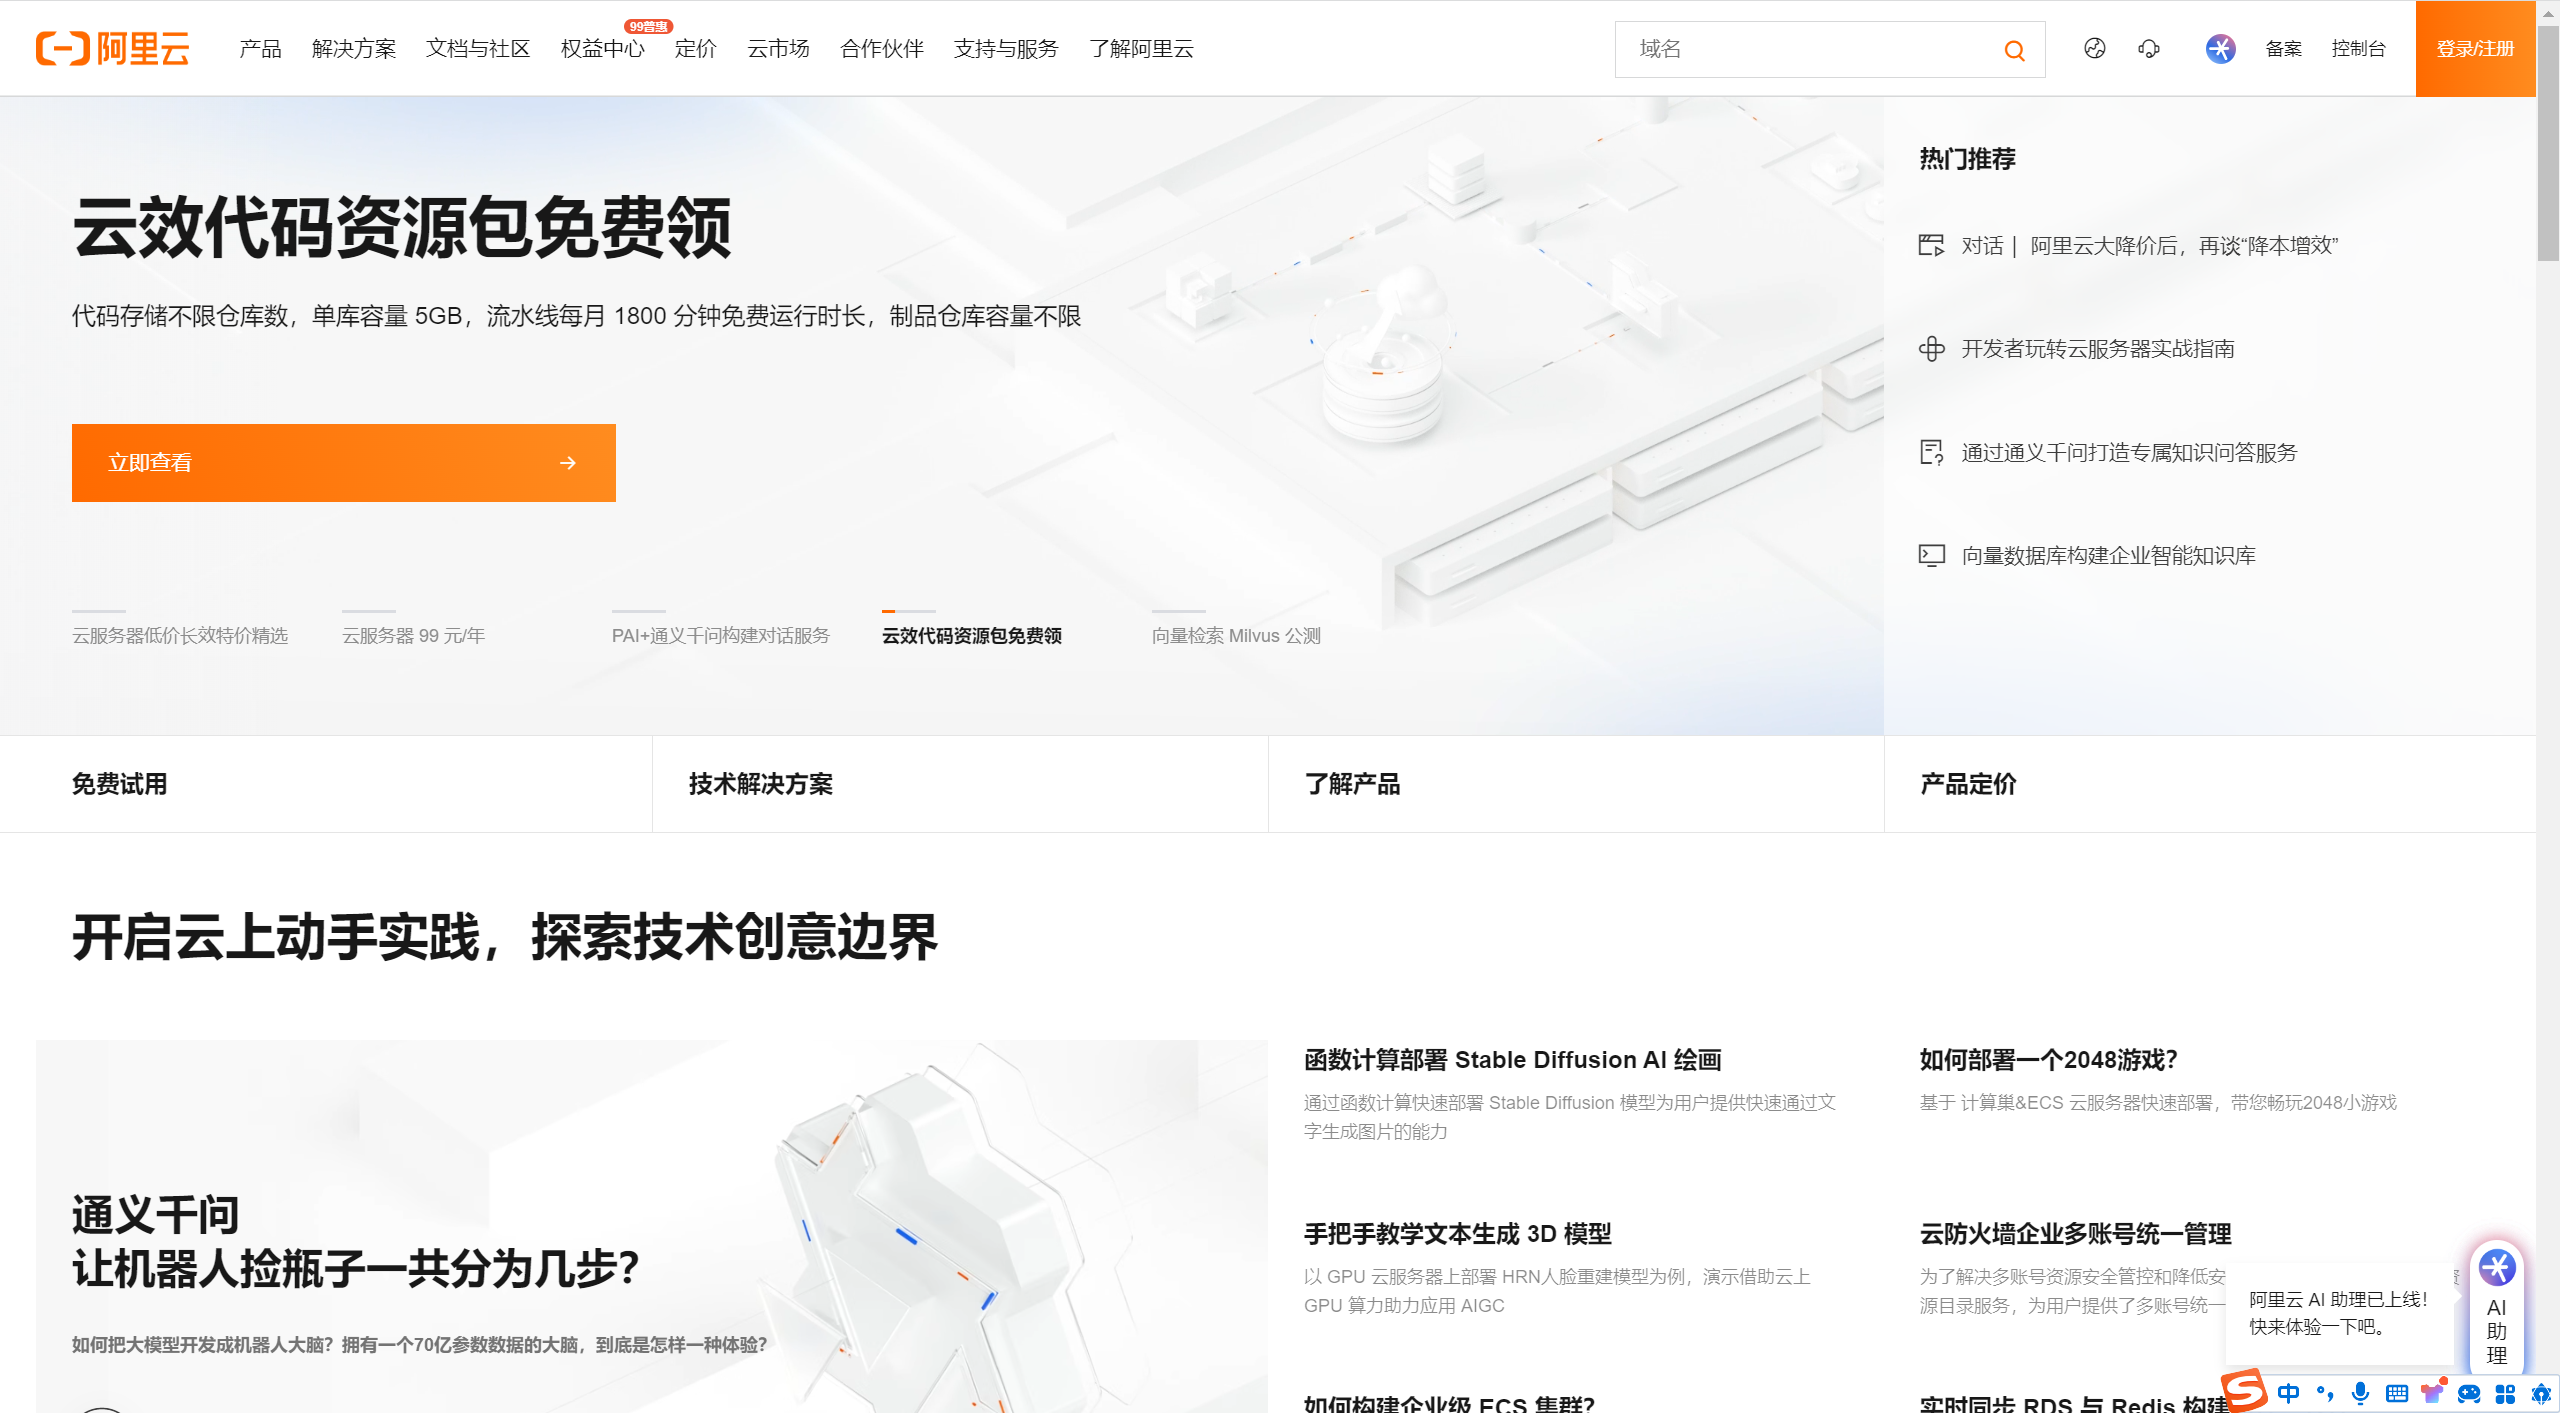 阿里云
产品 解决方案 文档与社区 权益中心 99普惠 定价 云市场 合作伙伴 支持与服务 了解阿里云
域名
备案 控制台 登录/注册
云效代码资源包免费领
代码存储不限仓库数，单库容量 5GB，流水线每月 1800 分钟免费运行时长，制品仓库容量不限
立即查看
云服务器低价长效特价精选
云服务器 99 元/年
PAI+通义千问构建对话服务
云效代码资源包免费领
向量检索 Milvus 公测
热门推荐
对话｜ 阿里云大降价后，再谈“降本增效”
开发者玩转云服务器实战指南
通过通义千问打造专属知识问答服务
向量数据库构建企业智能知识库
免费试用
技术解决方案
了解产品
产品定价
开启云上动手实践，探索技术创意边界
通义千问
让机器人捡瓶子一共分为几步？
如何把大模型开发成机器人大脑？拥有一个70亿参数数据的大脑，到底是怎样一种体验？
函数计算部署 Stable Diffusion AI 绘画
通过函数计算快速部署 Stable Diffusion 模型为用户提供快速通过文
字生成图片的能力
如何部署一个2048游戏？
基于 计算巢&ECS 云服务器快速部署，带您畅玩2048小游戏
手把手教学文本生成 3D 模型
以 GPU 云服务器上部署 HRN人脸重建模型为例，演示借助云上
GPU 算力助力应用 AIGC
云防火墙企业多账号统一管理
为了解决多账号资源安全管控和降低安
源目录服务，为用户提供了多账号统一
如何构建企业级 ECS 集群？
实时同步 RDS 与 Redis 构建
阿里云 AI 助理已上线！
快来体验一下吧。
AI
助
理
中